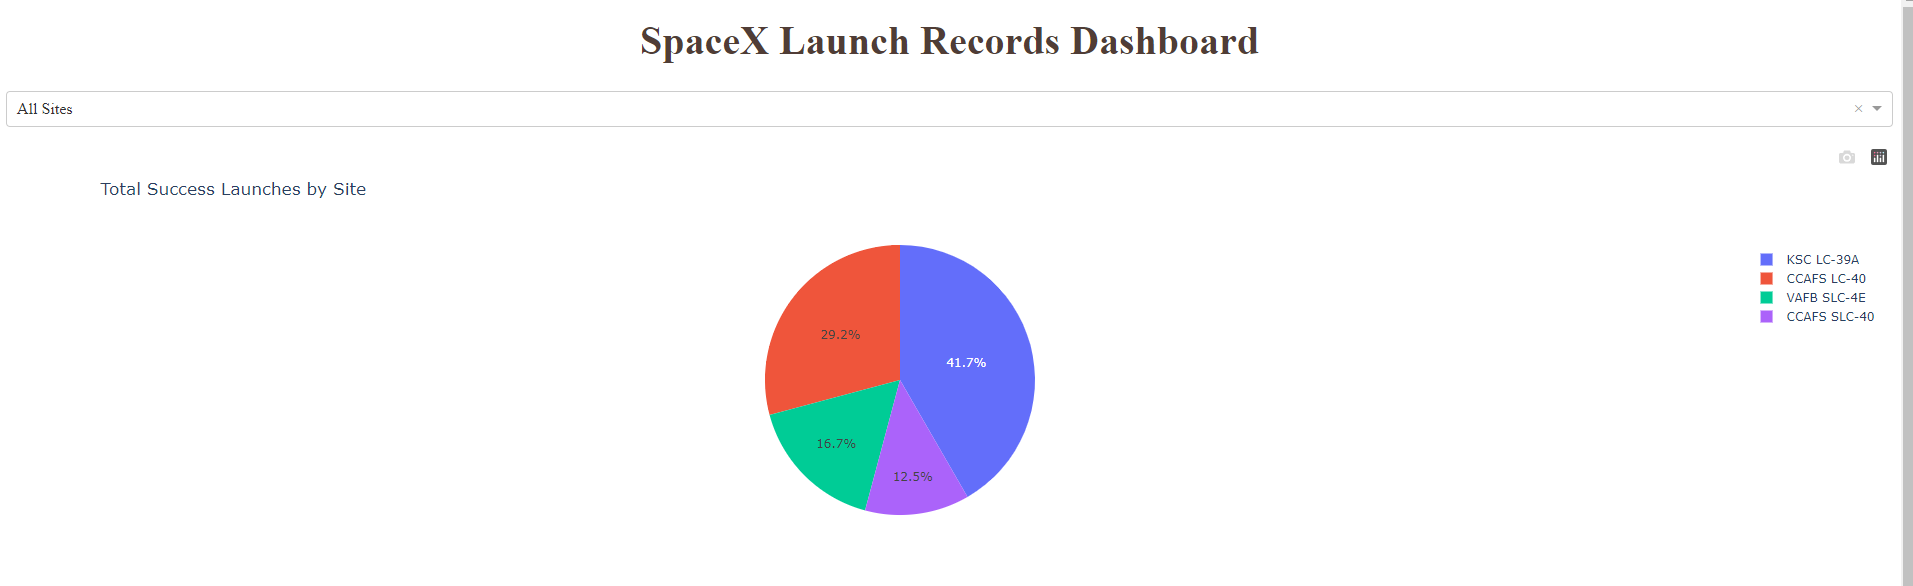 SpaceX Launch Records Dashboard
All Sites
Total Success Launches by Site
KSC LC-39A
CCAFS LC-40
VAFB SLC-4E
CCAFS SLC-40
29.2%
41.7%
16.7%
12.5%